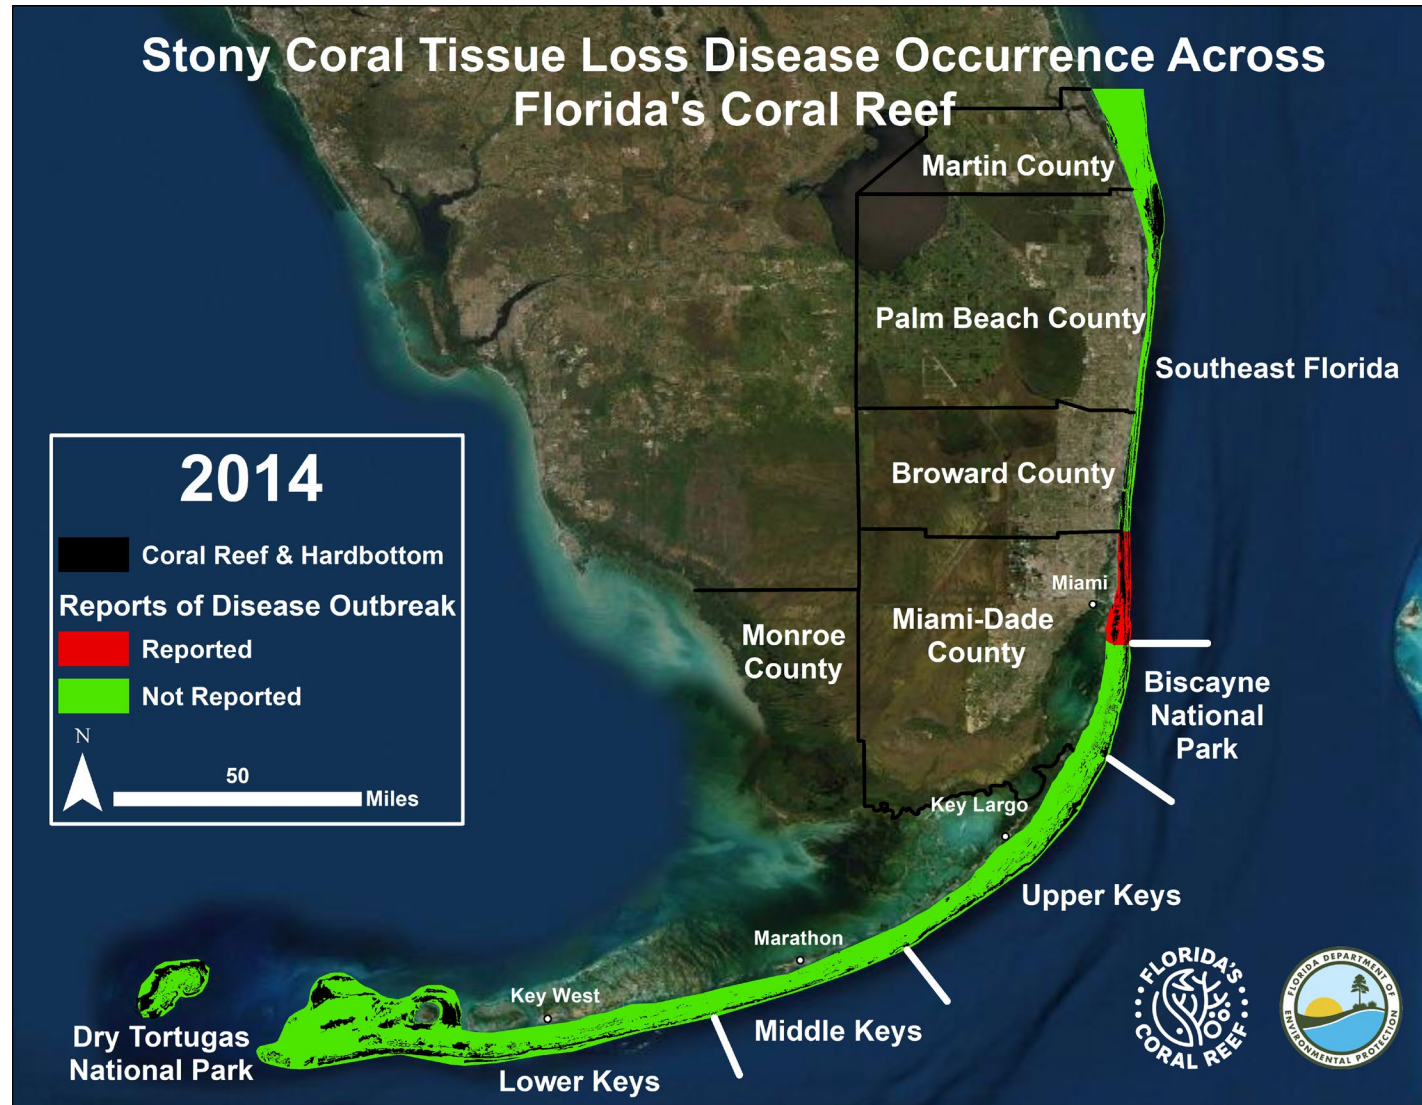 Stony Coral Tissue Loss Disease Occurrence Across
Florida's Coral Reef
Martin County
Palm Beach County
Southeast Florida
Broward County
Miami
Miami-Dade
County
Monroe
County
Biscayne
National
Park
Key Largo
Upper Keys
Marathon
Middle Keys
Key West
Lower Keys
Dry Tortugas
National Park
2014
Coral Reef & Hardbottom
Reports of Disease Outbreak
Reported
Not Reported
N
50
Miles
FLORIDA'S
CORAL REEF
FLORIDA DEPARTMENT OF
ENVIRONMENTAL PROTECTION